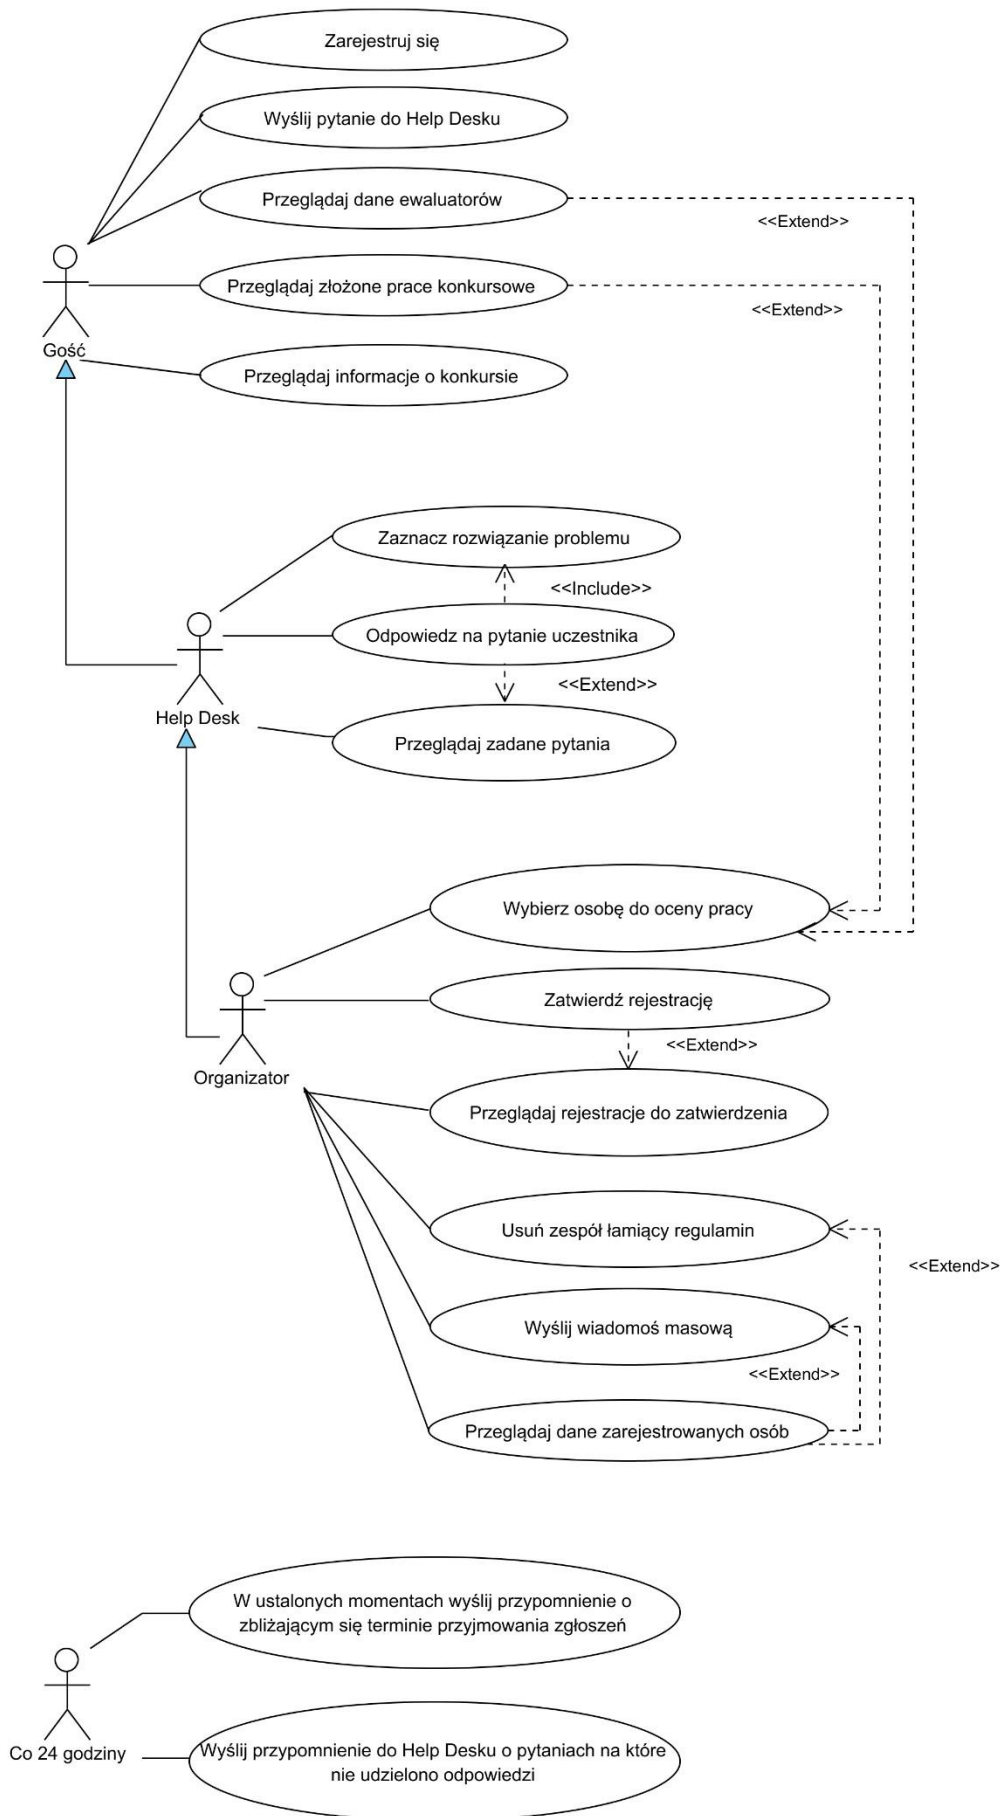 Zarejestruj się
Wyślij pytanie do Help Desku
Przeglądaj dane ewaluatorów
<<Extend>>
Przeglądaj złożone prace konkursowe
<<Extend>>
Gość
Przeglądaj informacje o konkursie
Zaznacz rozwiązanie problemu
<<Include>>
Odpowiedz na pytanie uczestnika
<<Extend>>
Help Desk
Przeglądaj zadane pytania
Wybierz osobę do oceny pracy
Zatwierdź rejestrację
<<Extend>>
Organizator
Przeglądaj rejestracje do zatwierdzenia
Usuń zespół łamiący regulamin
<<Extend>>
Wyślij wiadomoś masową
<<Extend>>
Przeglądaj dane zarejestrowanych osób
W ustalonych momentach wyślij przypomnienie o
zbliżającym się terminie przyjmowania zgłoszeń
Co 24 godziny
Wyślij przypomnienie do Help Desku o pytaniach na które
nie udzielono odpowiedzi